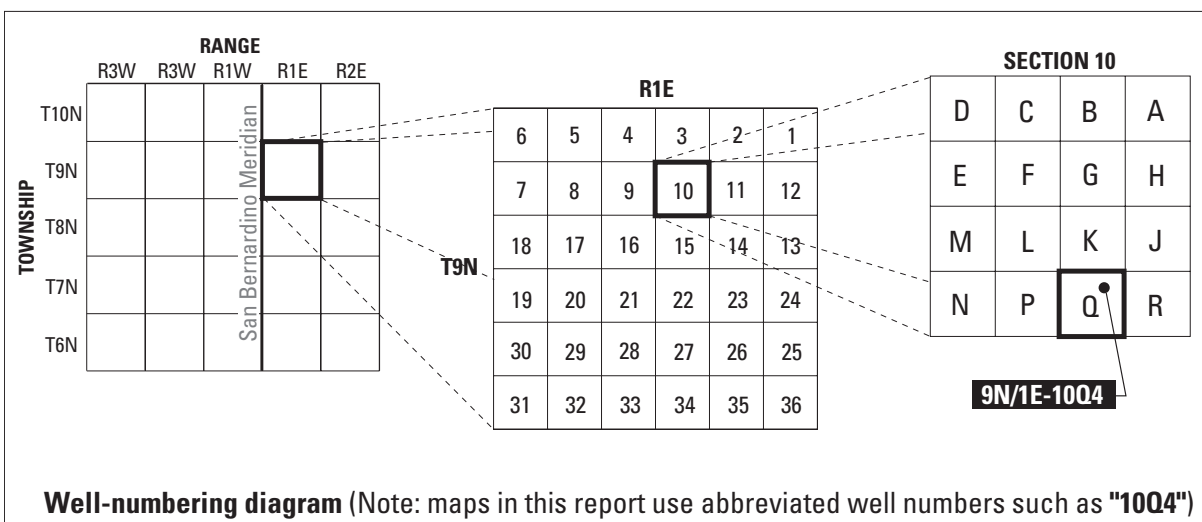 RANGE
R3W R3W R1W R1E R2E
TOWNSHIP
T10N
T9N
T8N
T7N
T6N
San Bernardino Meridian
R1E
T9N
6 5 4 3 2 1
7 8 9 10 11 12
18 17 16 15 14 13
19 20 21 22 23 24
30 29 28 27 26 25
31 32 33 34 35 36
SECTION 10
D C B A
E F G H
M L K J
N P Q R
9N/1E-10Q4
Well-numbering diagram (Note: maps in this report use abbreviated well numbers such as "10Q4")